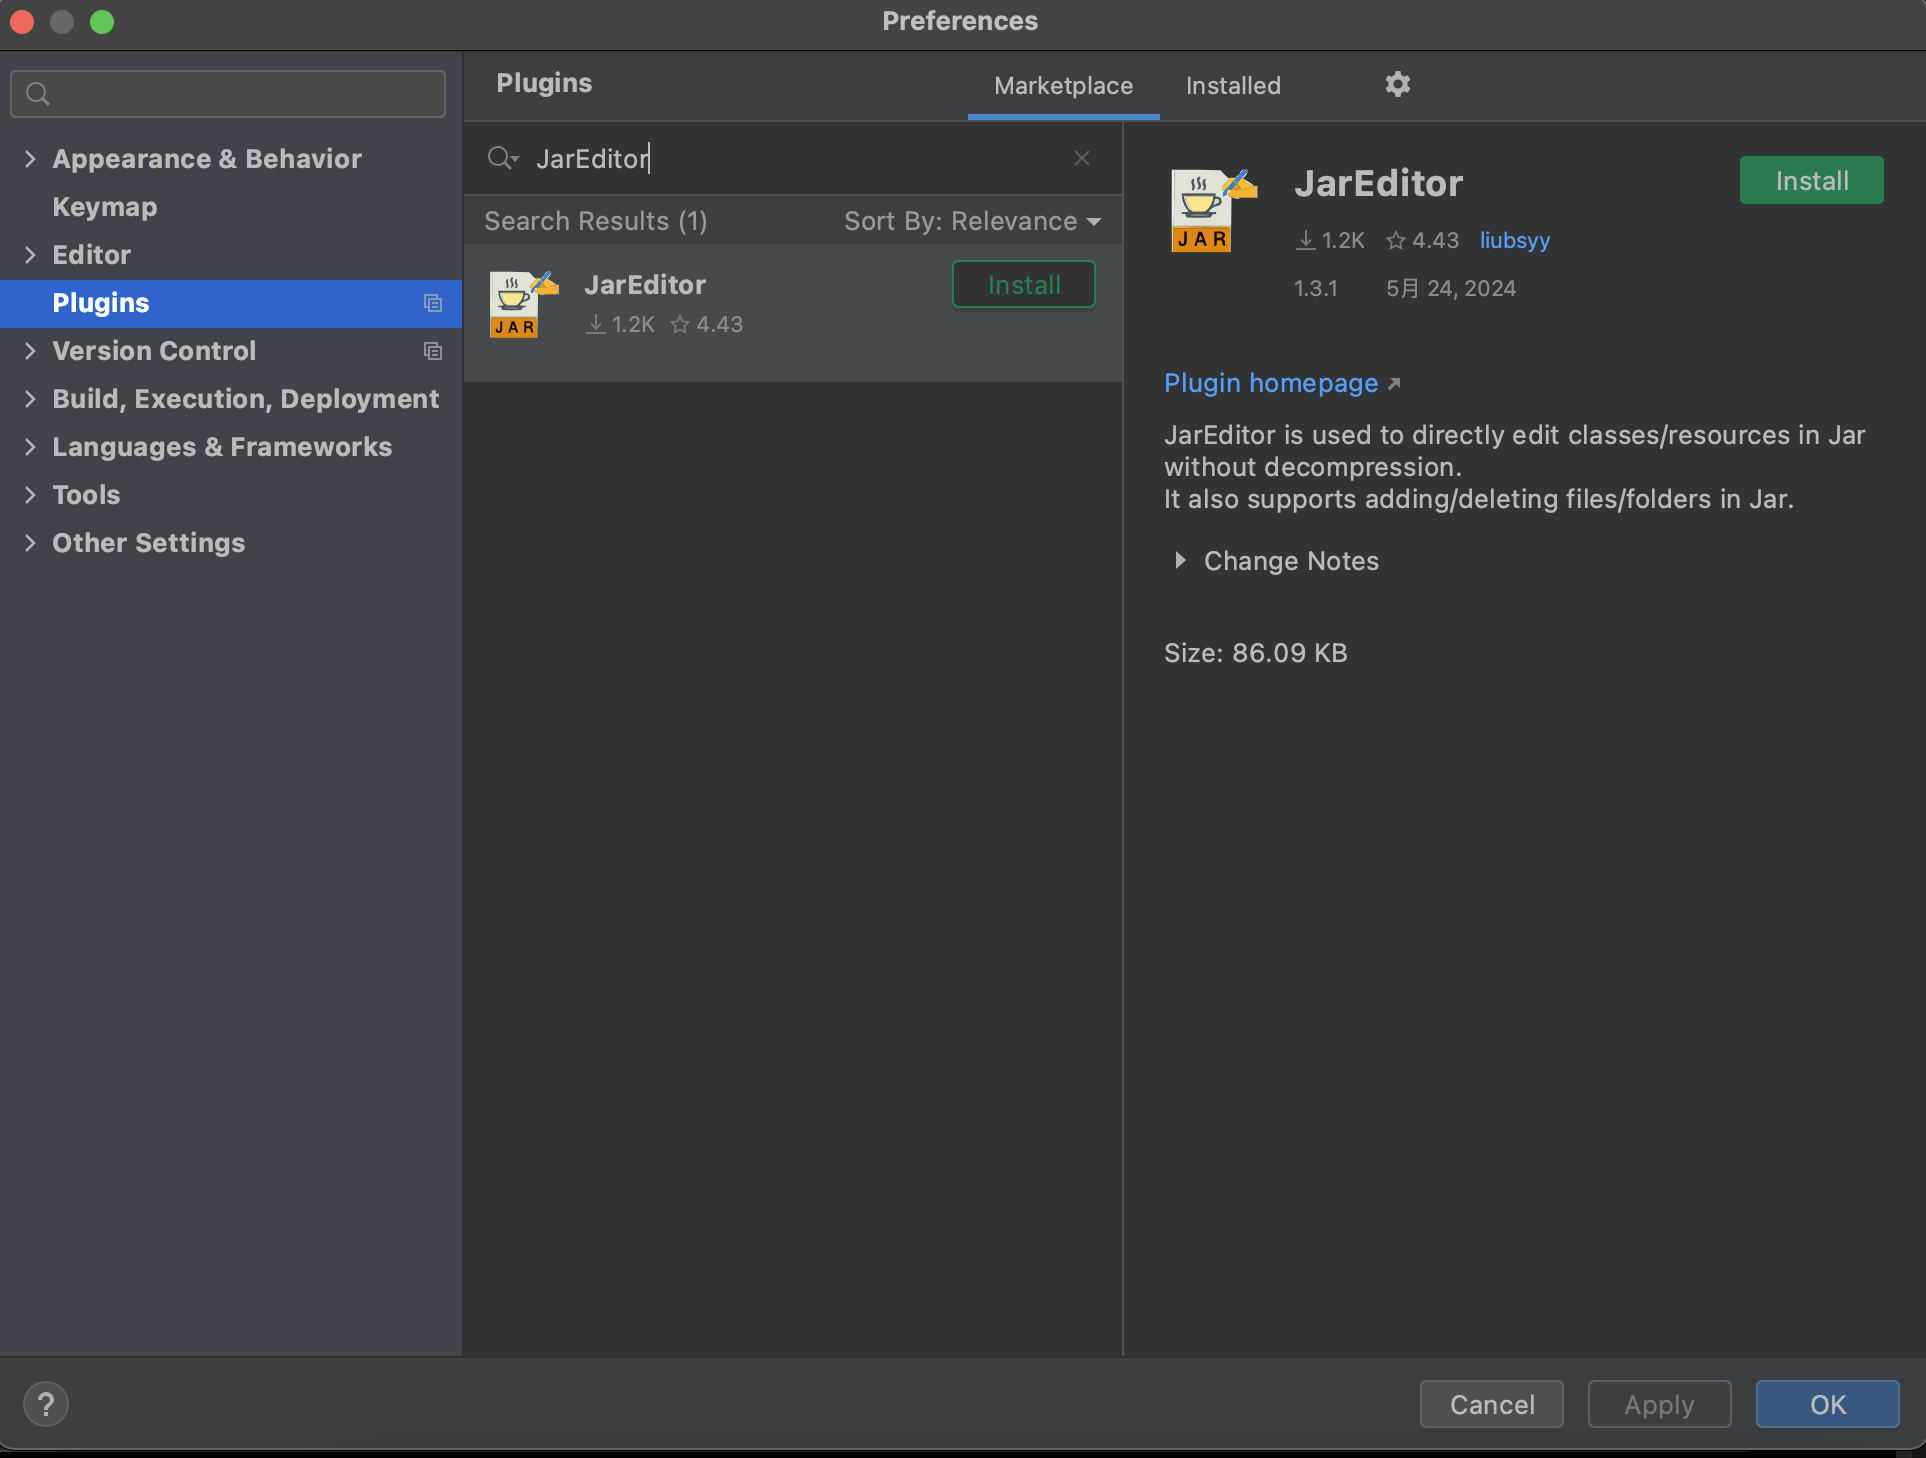 Preferences
Plugins
Marketplace
Installed
Appearance & Behavior
Keymap
Editor
Plugins
Version Control
Build, Execution, Deployment
Languages & Frameworks
Tools
Other Settings
JarEditor
Search Results (1)
Sort By: Relevance
JAR
JarEditor
1.2K
4.43
Install
JAR
JarEditor
Install
1.2K
4.43
liubsyy
1.3.1
5月 24, 2024
Plugin homepage
JarEditor is used to directly edit classes/resources in Jar
without decompression.
It also supports adding/deleting files/folders in Jar.
Change Notes
Size: 86.09 KB
?
Cancel
Apply
OK